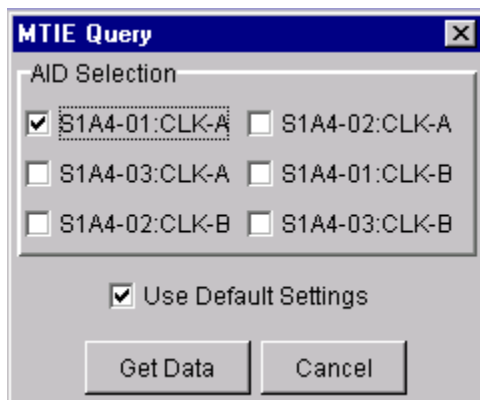 MTIE Query
AID Selection
S1A4-01:CLK-A S1A4-02:CLK-A
S1A4-03:CLK-A S1A4-01:CLK-B
S1A4-02:CLK-B S1A4-03:CLK-B
Use Default Settings
Get Data Cancel